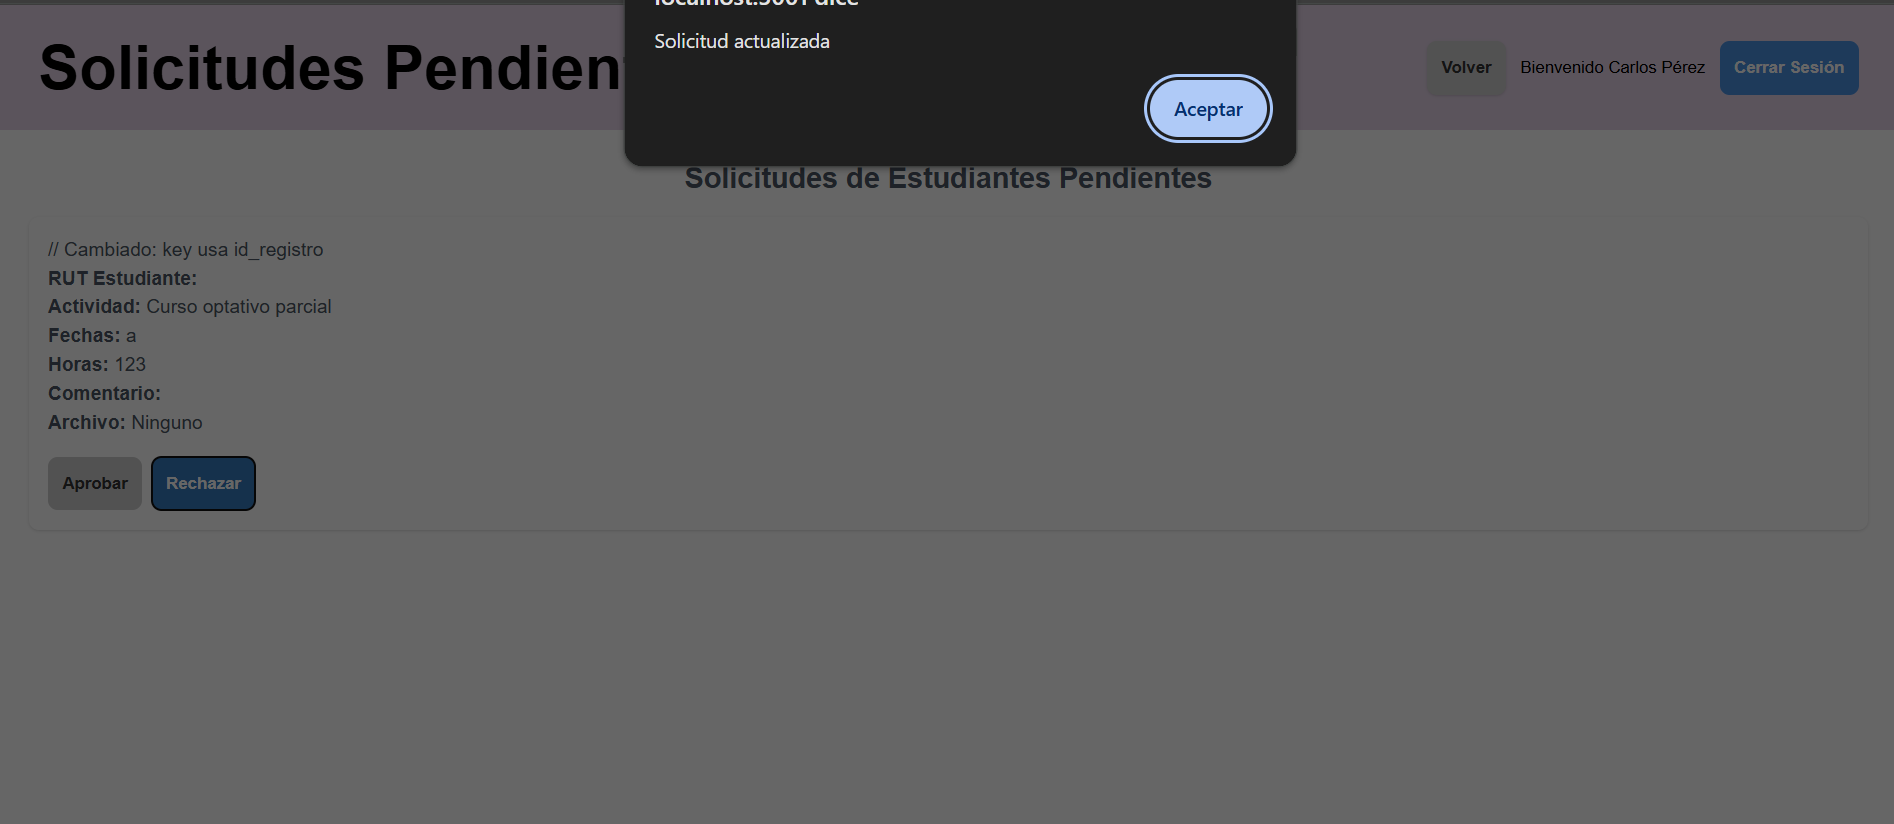 Solicitudes Pendien
Solicitud actualizada
Aceptar
Volver
Bienvenido Carlos Pérez
Cerrar Sesión
Solicitudes de Estudiantes Pendientes
// Cambiado: key usa id_registro
RUT Estudiante:
Actividad: Curso optativo parcial
Fechas: a
Horas: 123
Comentario:
Archivo: Ninguno
Aprobar
Rechazar